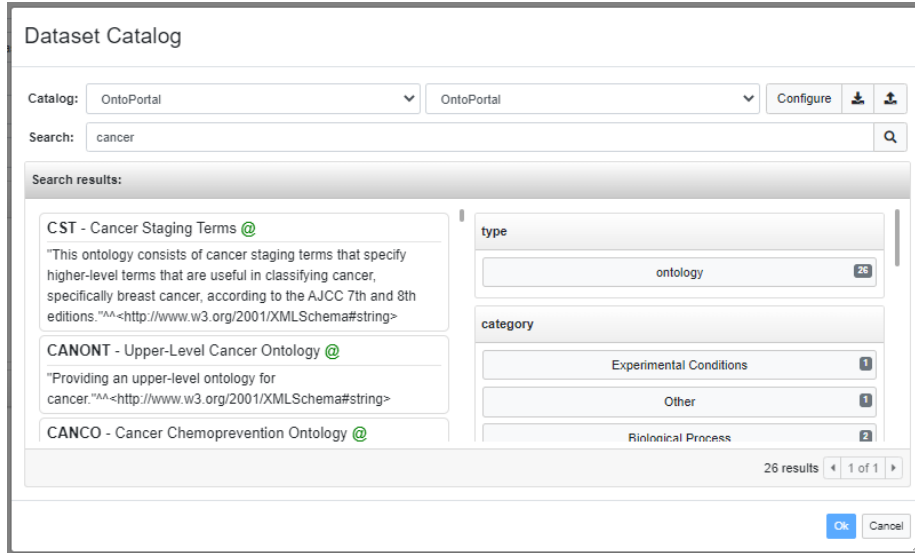 Dataset Catalog
Catalog: OntoPortal OntoPortal Configure
Search: cancer
Search results:
CST - Cancer Staging Terms @
"This ontology consists of cancer staging terms that specify
higher-level terms that are useful in classifying cancer,
specifically breast cancer, according to the AJCC 7th and 8th
editions."^^<http://www.w3.org/2001/XMLSchema#string>
CANONT - Upper-Level Cancer Ontology @
"Providing an upper-level ontology for
cancer."^^<http://www.w3.org/2001/XMLSchema#string>
CANCO - Cancer Chemoprevention Ontology @
type
ontology 26
category
Experimental Conditions 1
Other 1
Biological Process 2
26 results 1 of 1
Ok Cancel